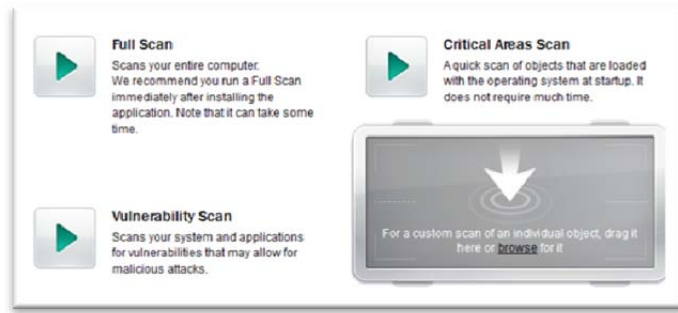 Full Scan
Scans your entire computer.
We recommend you run a Full Scan
immediately after installing the
application. Note that it can take some
time.
Critical Areas Scan
A quick scan of objects that are loaded
with the operating system at startup. It
does not require much time.
Vulnerability Scan
Scans your system and applications
for vulnerabilities that may allow for
malicious attacks.
For a custom scan of an individual object, drag it
here or browse for it